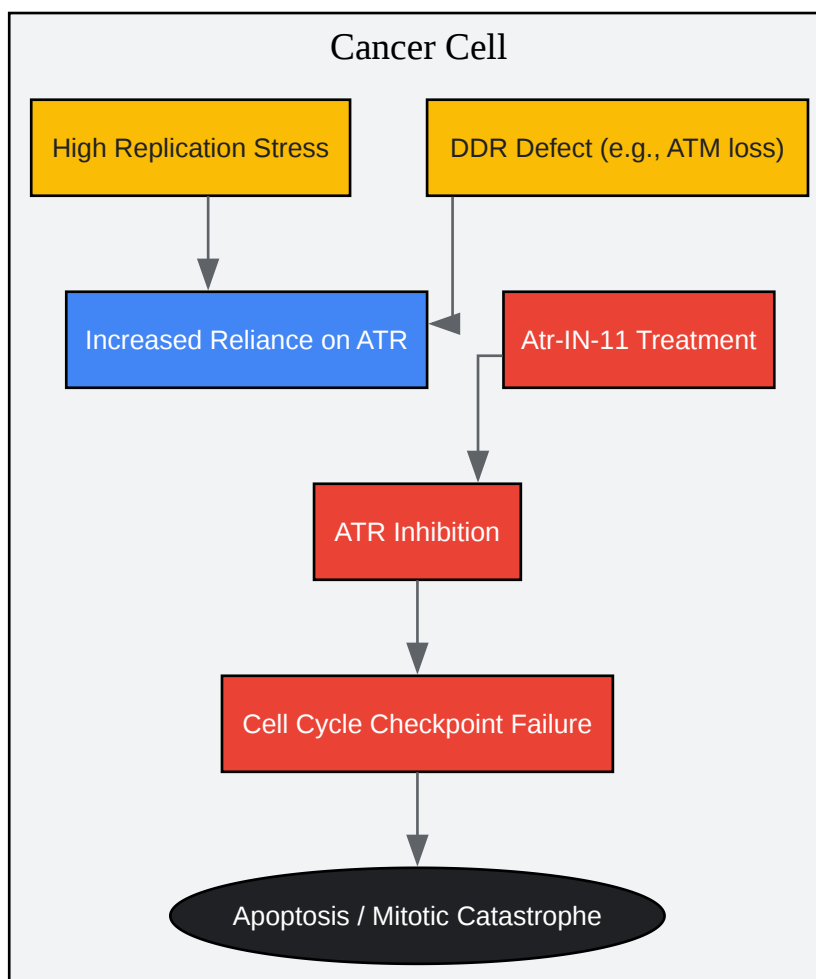 Cancer Cell
High Replication Stress
DDR Defect (e.g., ATM loss)
Increased Reliance on ATR
Atr-IN-11 Treatment
ATR Inhibition
Cell Cycle Checkpoint Failure
Apoptosis / Mitotic Catastrophe